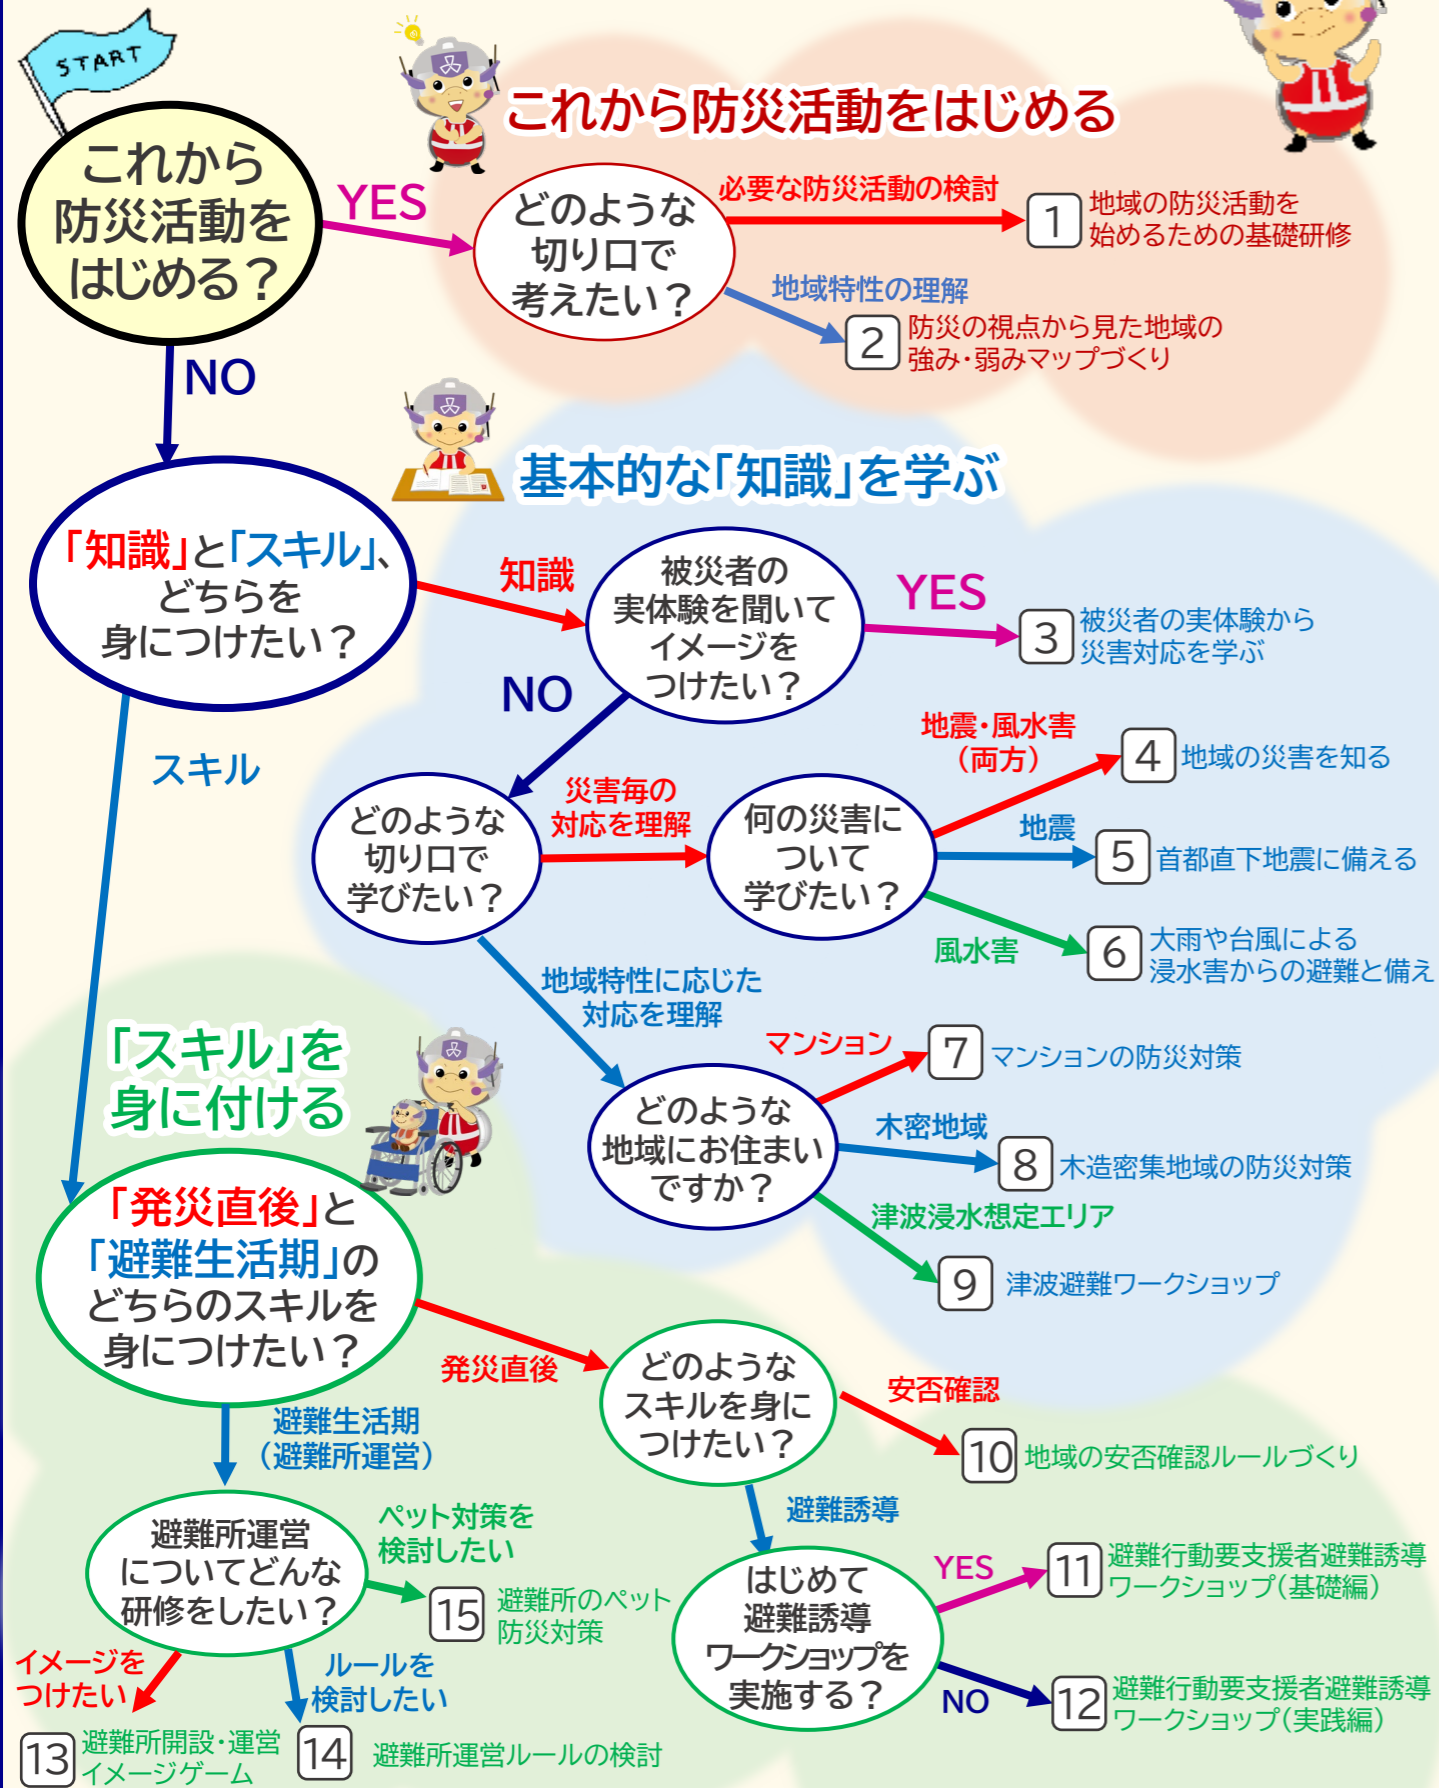 START
これから
防災活動を
はじめる？
YES
NO
これから防災活動をはじめる
どのような
切り口で
考えたい？
必要な防災活動の検討
1 地域の防災活動を
始めるための基礎研修
地域特性の理解
2 防災の視点から見た地域の
強み・弱みマップづくり
基本的な「知識」を学ぶ
「知識」と「スキル」、
どちらを
身につけたい？
知識
スキル
被災者の
実体験を聞いて
イメージを
つけたい？
YES
3 被災者の実体験から
災害対応を学ぶ
NO
どのような
切り口で
学びたい？
災害毎の
対応を理解
何の災害に
ついて
学びたい？
地震・風水害
（両方）
4 地域の災害を知る
地震
5 首都直下地震に備える
風水害
6 大雨や台風による
浸水害からの避難と備え
地域特性に応じた
対応を理解
どのような
地域にお住まい
ですか？
マンション
7 マンションの防災対策
木密地域
8 木造密集地域の防災対策
津波浸水想定エリア
9 津波避難ワークショップ
「スキル」を
身に付ける
「発災直後」と
「避難生活期」の
どちらのスキルを
身につけたい？
発災直後
どのような
スキルを身に
つけたい？
安否確認
10 地域の安否確認ルールづくり
避難誘導
はじめて
避難誘導
ワークショップを
実施する？
YES
11 避難行動要支援者避難誘導
ワークショップ（基礎編）
NO
12 避難行動要支援者避難誘導
ワークショップ（実践編）
避難生活期
（避難所運営）
避難所運営
についてどんな
研修をしたい？
ペット対策を
検討したい
15 避難所のペット
防災対策
イメージを
つけたい
13 避難所開設・運営
イメージゲーム
ルールを
検討したい
14 避難所運営ルールの検討